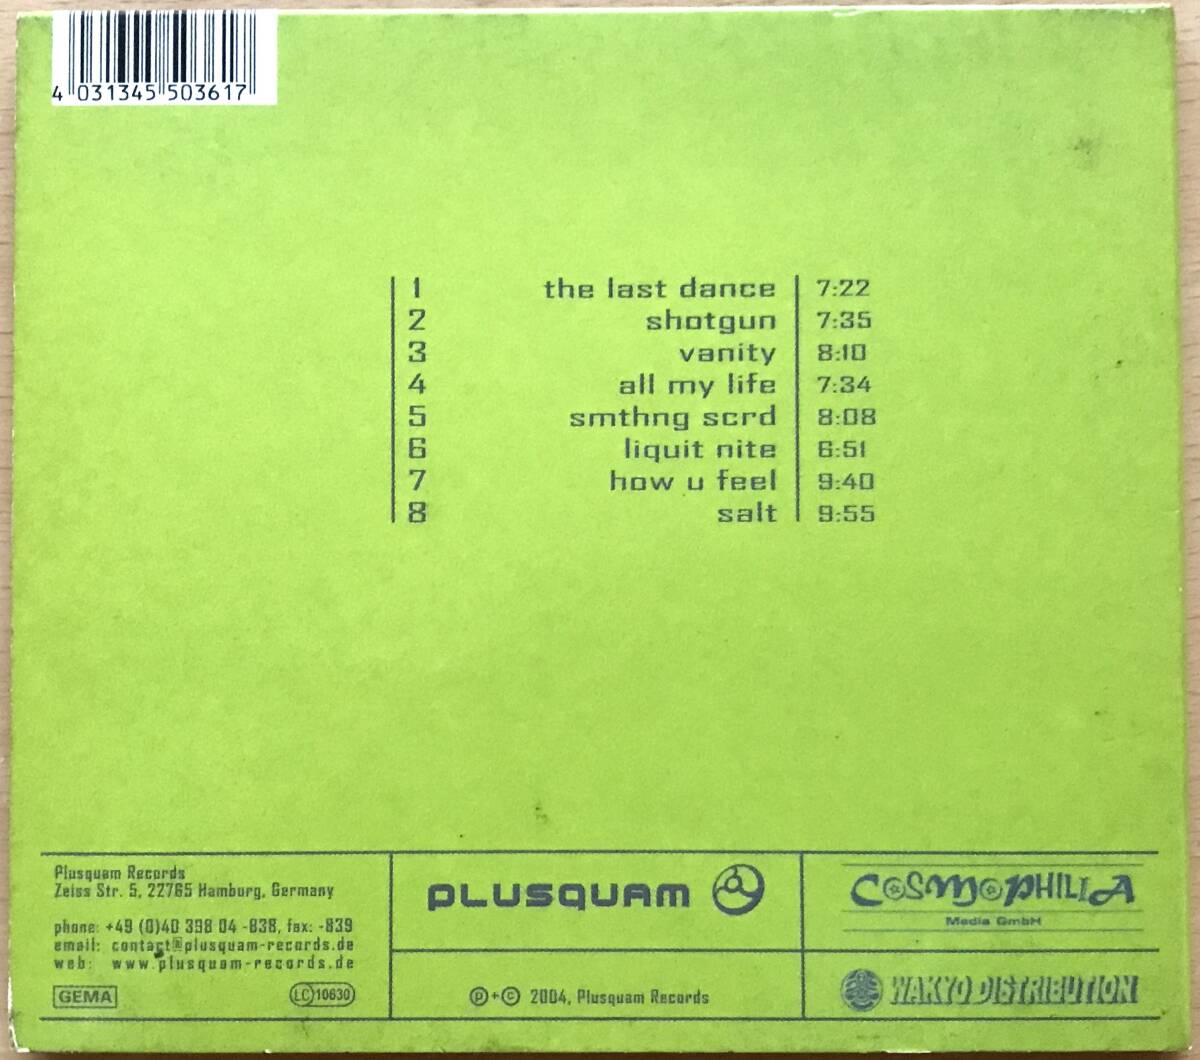 4 031345 503617
1 the last dance 7:22
2 shotgun 7:35
3 vanity 8:10
4 all my life 7:34
5 smthng scrd 8:08
6 liquit nite 6:51
7 how u feel 9:40
8 salt 9:55
Plusquam Records
Zeiss Str. 5, 22765 Hamburg, Germany
phone: +49 (0)40 398 04 -838, fax: -839
email: contact@plusquam-records.de
web: www.plusquam-records.de
GEMA LC 10630
PLUSQUAM
℗+© 2004, Plusquam Records
COSMOPHILIA
Media GmbH
WAKYO DISTRIBUTION